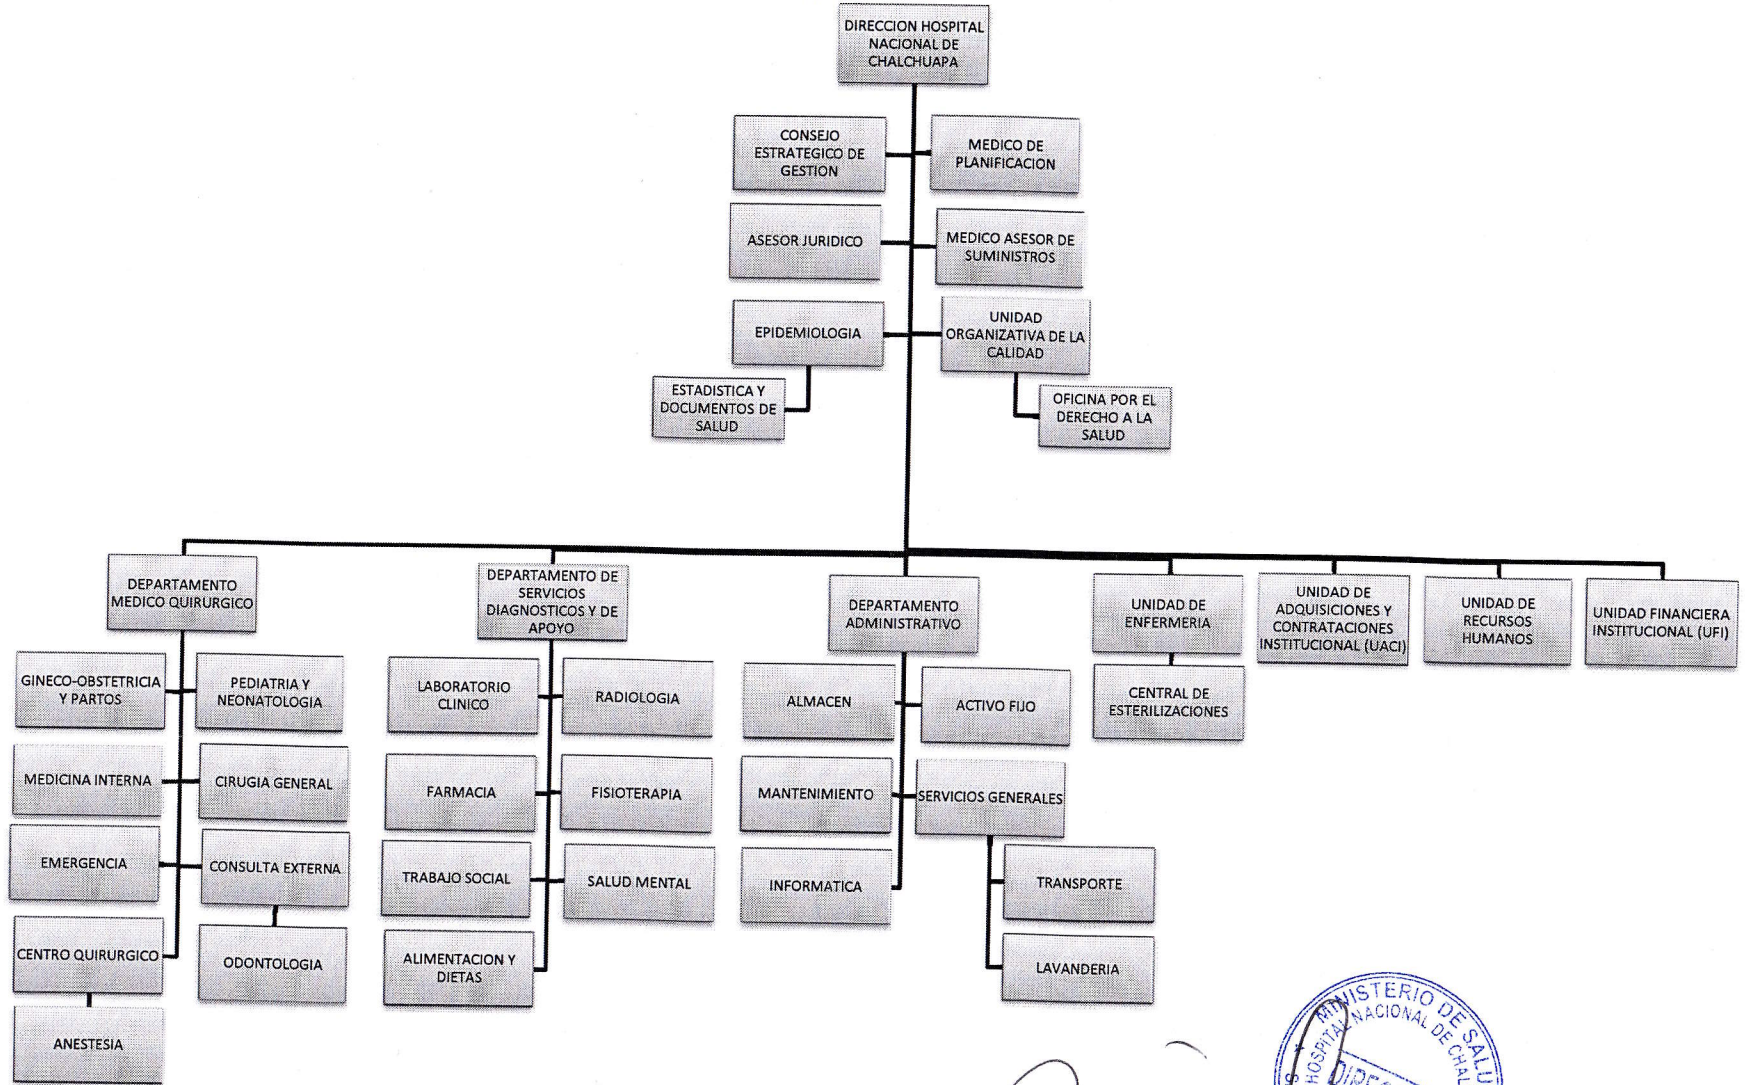 DIRECCION HOSPITAL
NACIONAL DE
CHALCHUAPA
CONSEJO
ESTRATEGICO DE
GESTION
MEDICO DE
PLANIFICACION
ASESOR JURIDICO
MEDICO ASESOR DE
SUMINISTROS
EPIDEMIOLOGIA
UNIDAD
ORGANIZATIVA DE LA
CALIDAD
ESTADISTICA Y
DOCUMENTOS DE
SALUD
OFICINA POR EL
DERECHO A LA
SALUD
DEPARTAMENTO
MEDICO QUIRURGICO
DEPARTAMENTO DE
SERVICIOS
DIAGNOSTICOS Y DE
APOYO
DEPARTAMENTO
ADMINISTRATIVO
UNIDAD DE
ENFERMERIA
UNIDAD DE
ADQUISICIONES Y
CONTRATACIONES
INSTITUCIONAL (UACI)
UNIDAD DE
RECURSOS
HUMANOS
UNIDAD FINANCIERA
INSTITUCIONAL (UFI)
GINECO-OBSTETRICIA
Y PARTOS
PEDIATRIA Y
NEONATOLOGIA
MEDICINA INTERNA
CIRUGIA GENERAL
EMERGENCIA
CONSULTA EXTERNA
CENTRO QUIRURGICO
ODONTOLOGIA
ANESTESIA
LABORATORIO
CLINICO
RADIOLOGIA
FARMACIA
FISIOTERAPIA
TRABAJO SOCIAL
SALUD MENTAL
ALIMENTACION Y
DIETAS
ALMACEN
ACTIVO FIJO
MANTENIMIENTO
SERVICIOS GENERALES
INFORMATICA
TRANSPORTE
LAVANDERIA
CENTRAL DE
ESTERILIZACIONES
MINISTERIO DE SALU
HOSPITAL NACIONAL DE CHAL